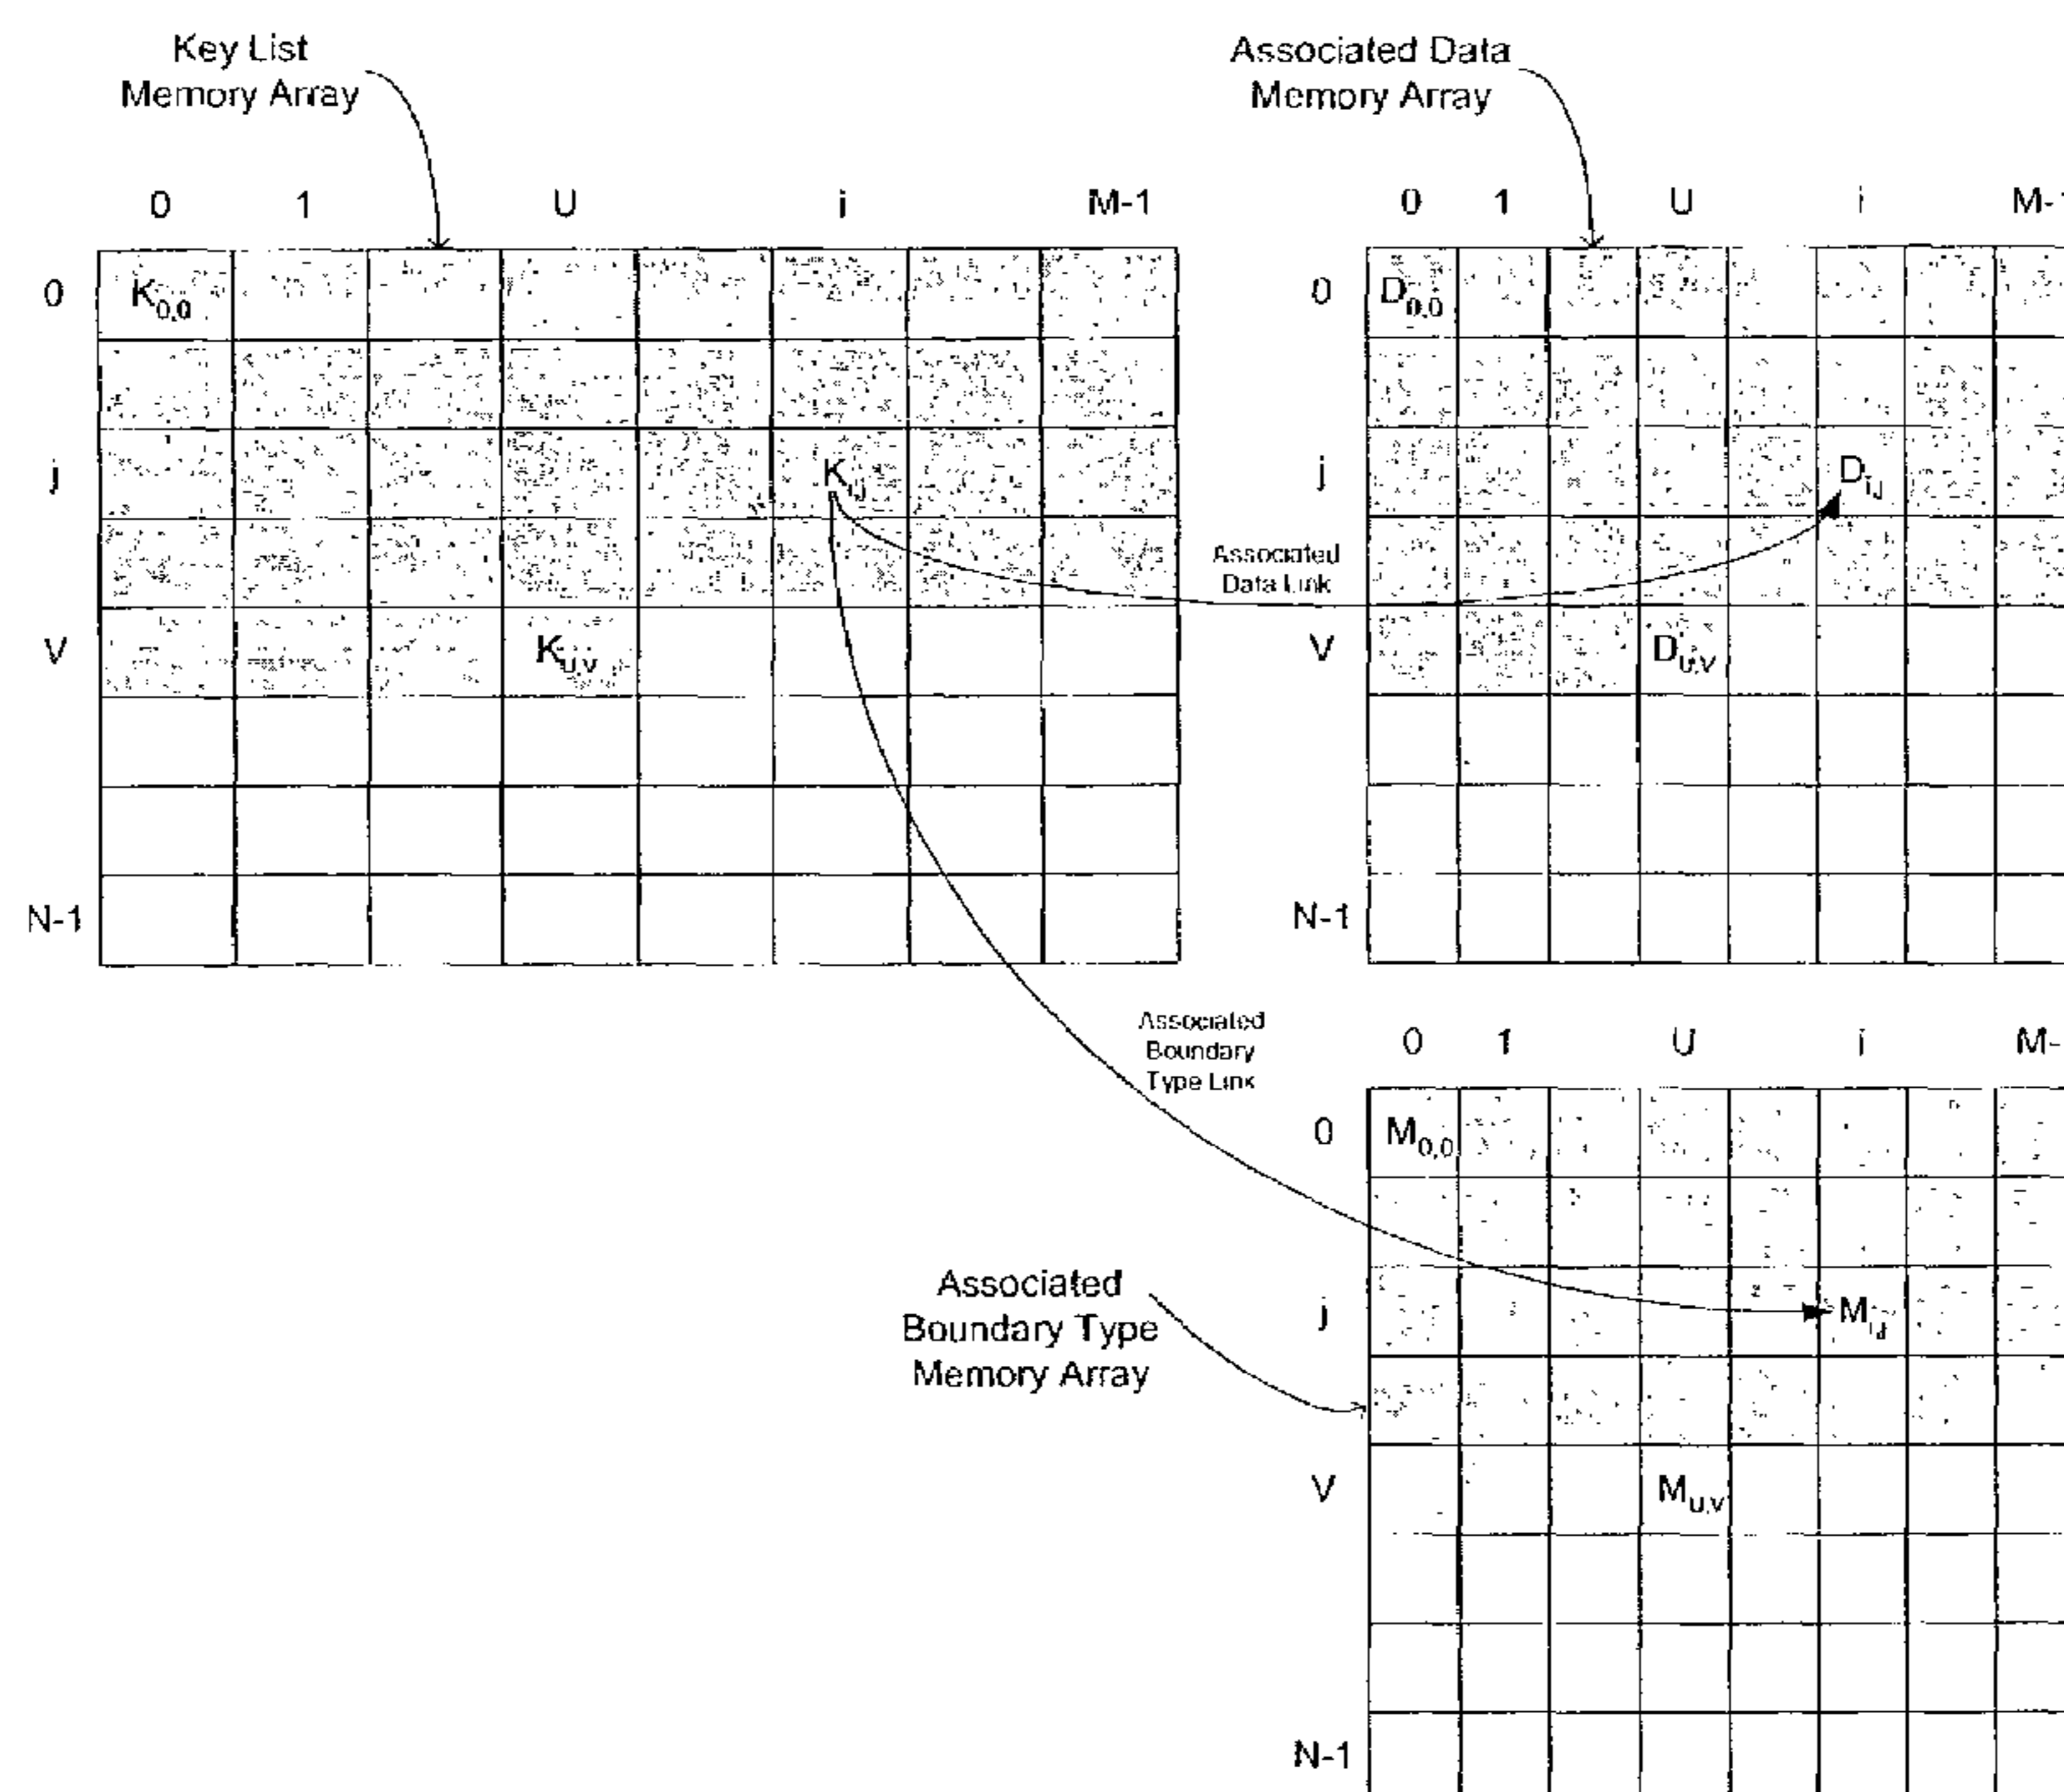 Key List
Memory Array
0 1 U i M-1
0 K0,0
j Ki,j
V KU,V
N-1
Associated Data
Memory Array
0 1 U i M-
0 D0,0
j Di,j
V DU,V
N-1
Associated
Data Link
Associated
Boundary
Type Link
0 1 U i M-
0 M0,0
j Mi,j
V MU,V
N-1
Associated
Boundary Type
Memory Array